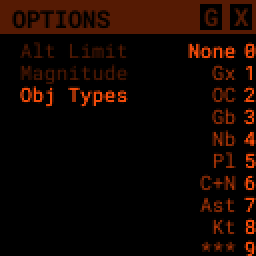 OPTIONS G X
Alt Limit None 0
Magnitude Gx 1
Obj Types OC 2
Gb 3
Nb 4
Pl 5
C+N 6
Ast 7
Kt 8
*** 9